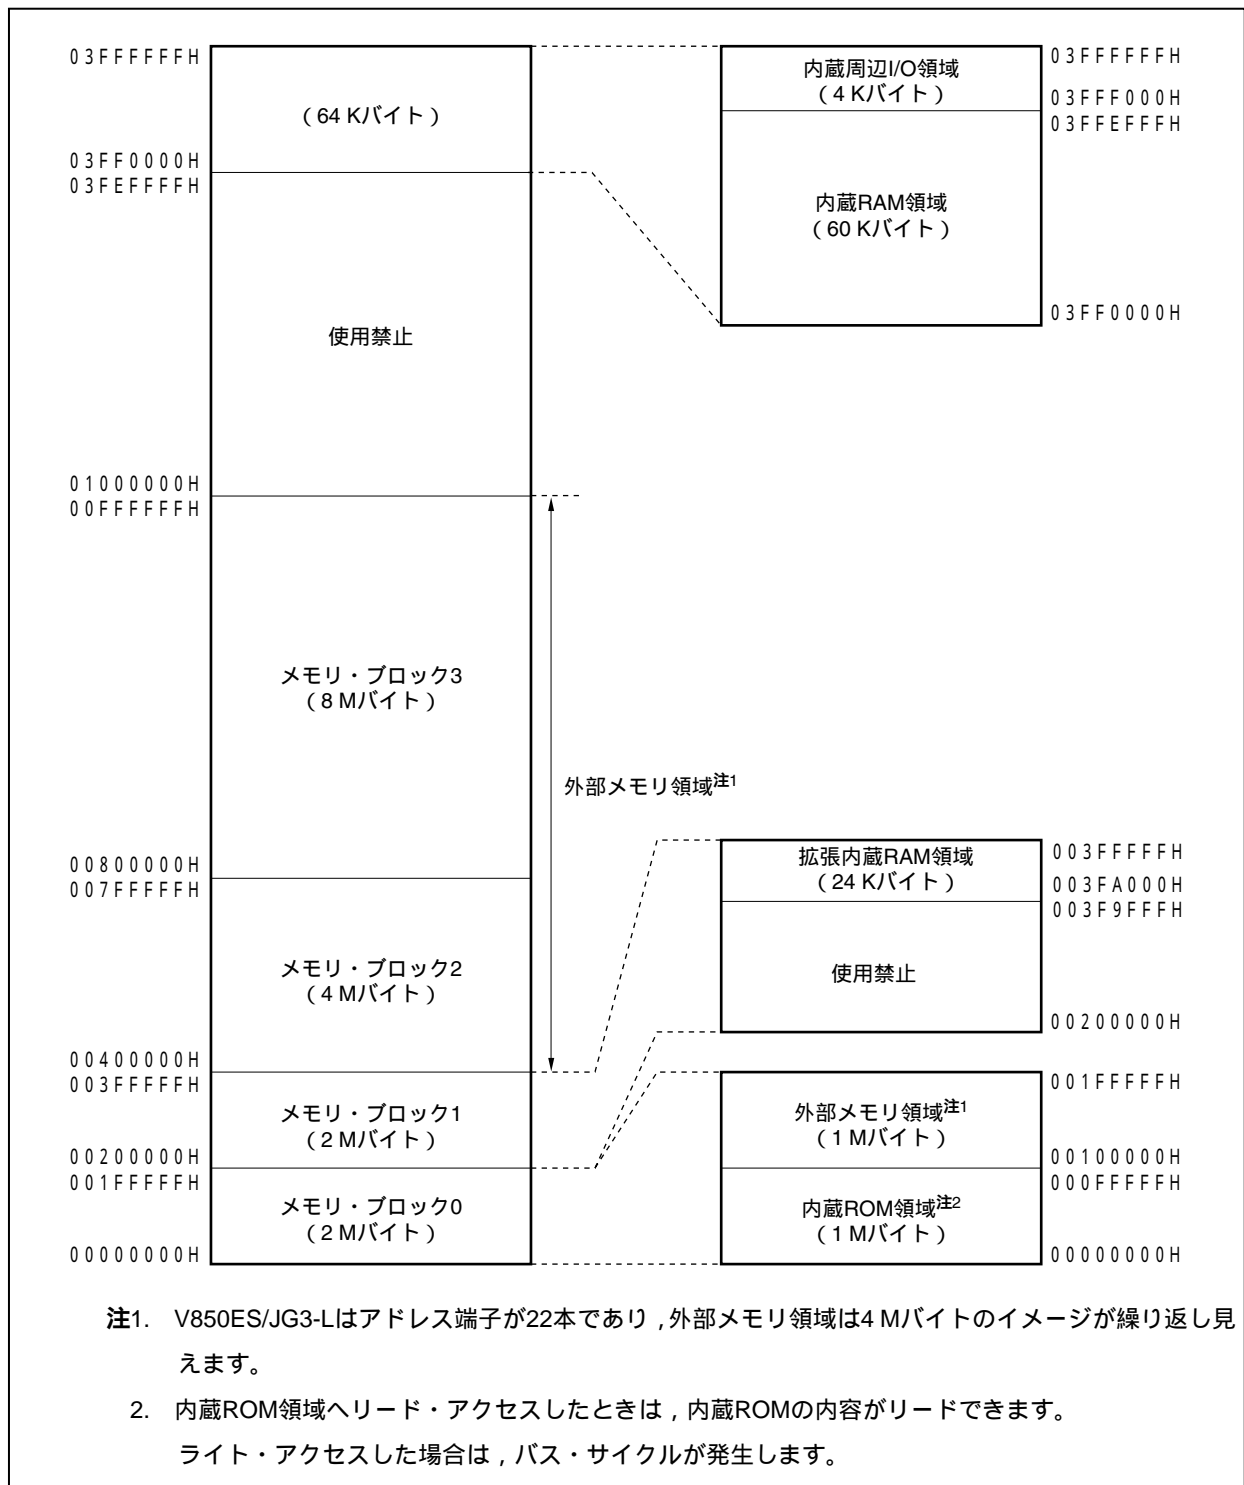 03FFFFFFH
（64 Kバイト）
03FF0000H
03FEFFFFH
使用禁止
01000000H
00FFFFFFH
メモリ・ブロック3
（8 Mバイト）
外部メモリ領域注1
00800000H
007FFFFFH
メモリ・ブロック2
（4 Mバイト）
00400000H
003FFFFFH
メモリ・ブロック1
（2 Mバイト）
00200000H
001FFFFFH
メモリ・ブロック0
（2 Mバイト）
00000000H
内蔵周辺I/O領域
（4 Kバイト）
03FFFFFFH
03FFF000H
03FFEFFFH
内蔵RAM領域
（60 Kバイト）
03FF0000H
拡張内蔵RAM領域
（24 Kバイト）
003FFFFFH
003FA000H
003F9FFFH
使用禁止
00200000H
001FFFFFH
外部メモリ領域注1
（1 Mバイト）
00100000H
000FFFFFH
内蔵ROM領域注2
（1 Mバイト）
00000000H
注1. V850ES/JG3-Lはアドレス端子が22本であり，外部メモリ領域は4 Mバイトのイメージが繰り返し見
えます。
2. 内蔵ROM領域へリード・アクセスしたときは，内蔵ROMの内容がリードできます。
ライト・アクセスした場合は，バス・サイクルが発生します。